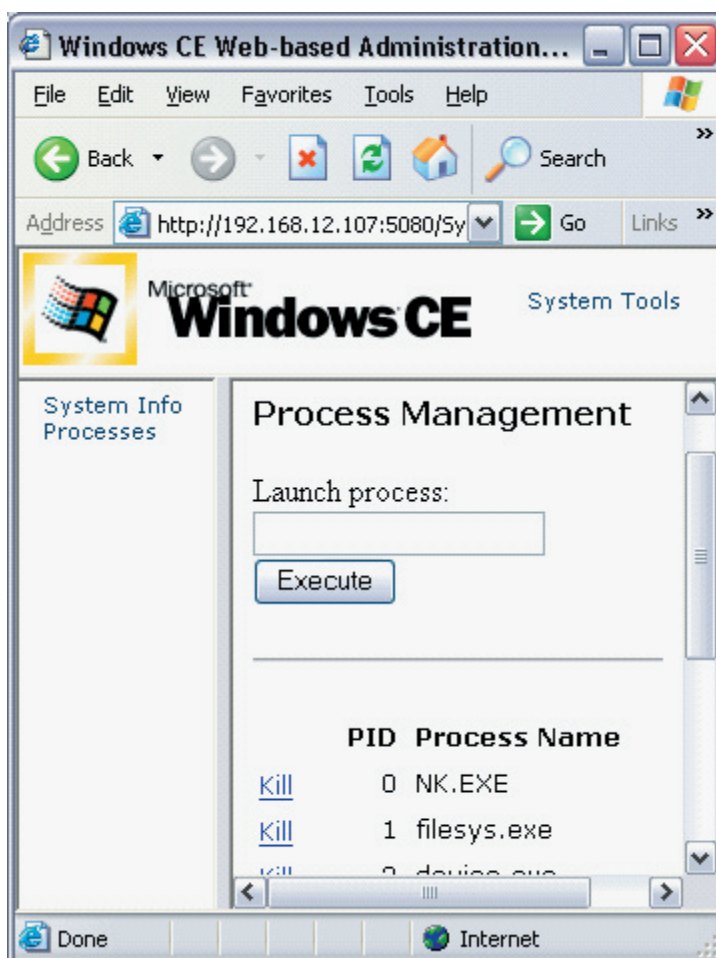 Windows CE Web-based Administration...
File Edit View Favorites Tools Help
Back Search »
Address http://192.168.12.107:5080/Sy Go Links »
Microsoft
Windows CE System Tools
System Info
Processes
Process Management
Launch process:
Execute
PID Process Name
Kill 0 NK.EXE
Kill 1 filesys.exe
Kill
Done Internet